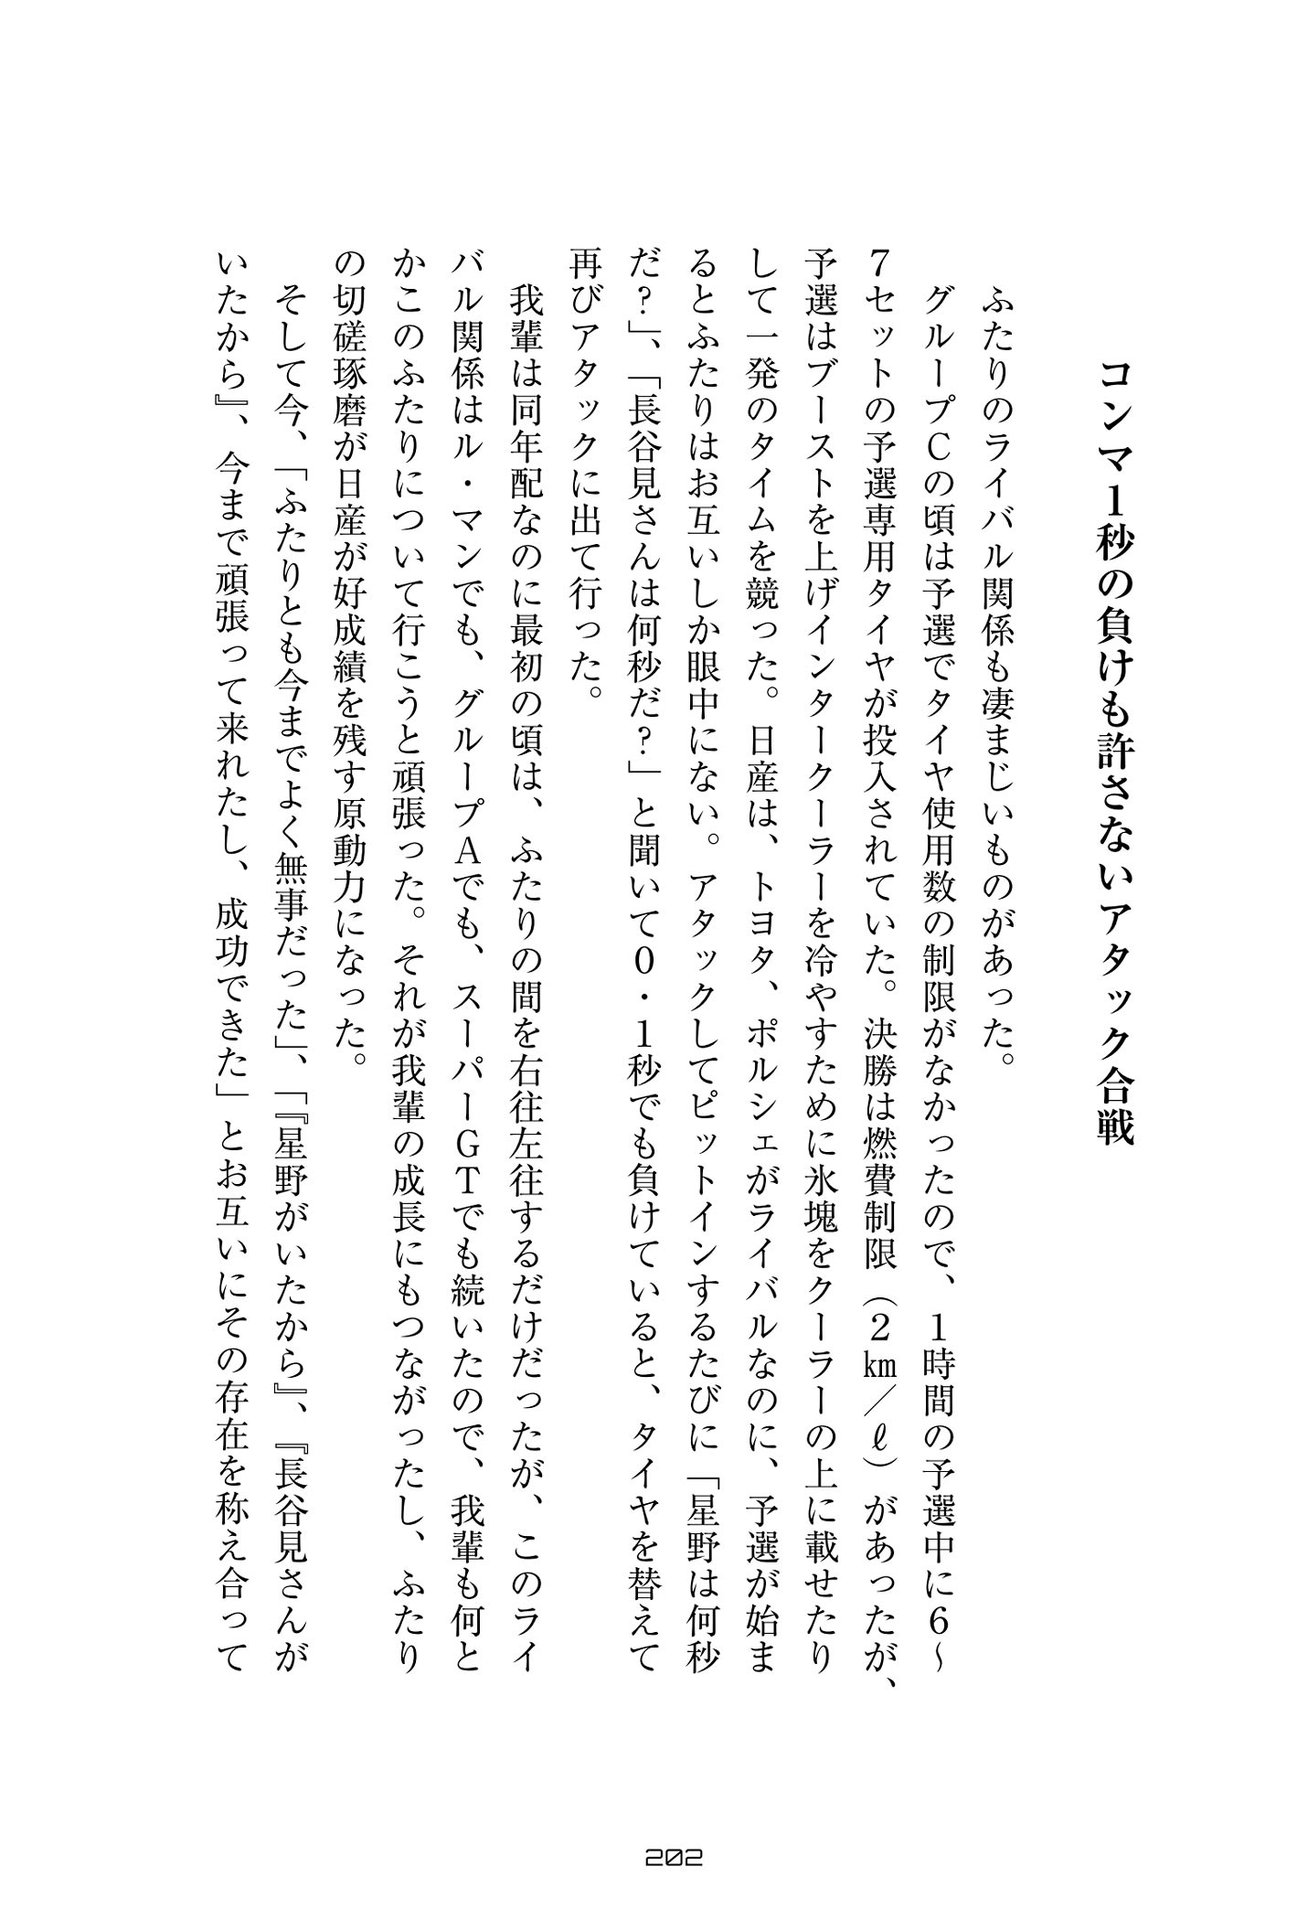 コンマ1秒の負けも許さないアタック合戦
ふたりのライバル関係も凄まじいものがあった。
グループCの頃は予選でタイヤ使用数の制限がなかったので、1時間の予選中に6〜
7セットの予選専用タイヤが投入されていた。決勝は燃費制限（2㎞／ℓ）があったが、
予選はブーストを上げインタークーラーを冷やすために氷塊をクーラーの上に載せたり
して一発のタイムを競った。日産は、トヨタ、ポルシェがライバルなのに、予選が始ま
るとふたりはお互いしか眼中にない。アタックしてピットインするたびに「星野は何秒
だ？」、「長谷見さんは何秒だ？」と聞いて0・1秒でも負けていると、タイヤを替えて
再びアタックに出て行った。
我輩は同年配なのに最初の頃は、ふたりの間を右往左往するだけだったが、このライ
バル関係はル・マンでも、グループAでも、スーパーGTでも続いたので、我輩も何と
かこのふたりについて行こうと頑張った。それが我輩の成長にもつながったし、ふたり
の切磋琢磨が日産が好成績を残す原動力になった。
そして今、「ふたりとも今までよく無事だった」、「『星野がいたから』、『長谷見さんが
いたから』、今まで頑張って来れたし、成功できた」とお互いにその存在を称え合って
202